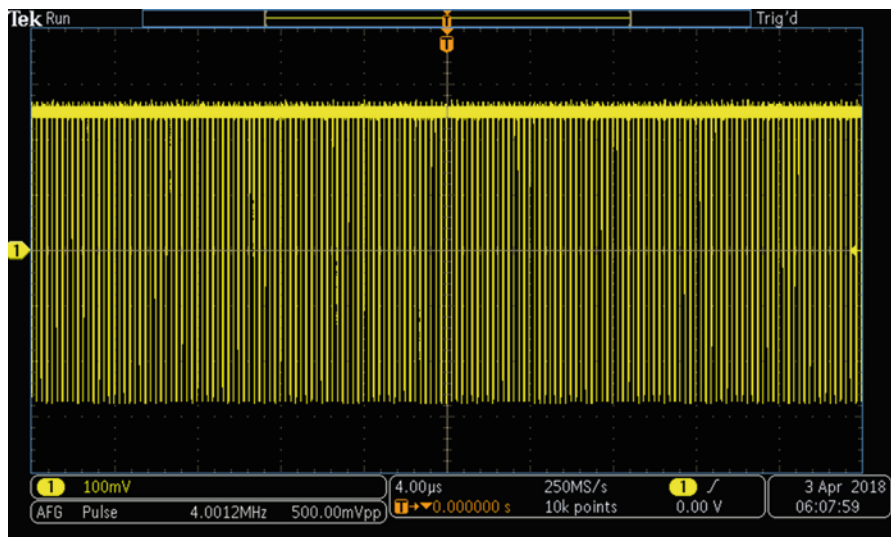 Tek Run Trig'd
T
T
1
1 100mV 4.00µs 250MS/s 1 3 Apr 2018
AFG Pulse 4.0012MHz 500.00mVpp T→▼0.000000 s 10k points 0.00 V 06:07:59